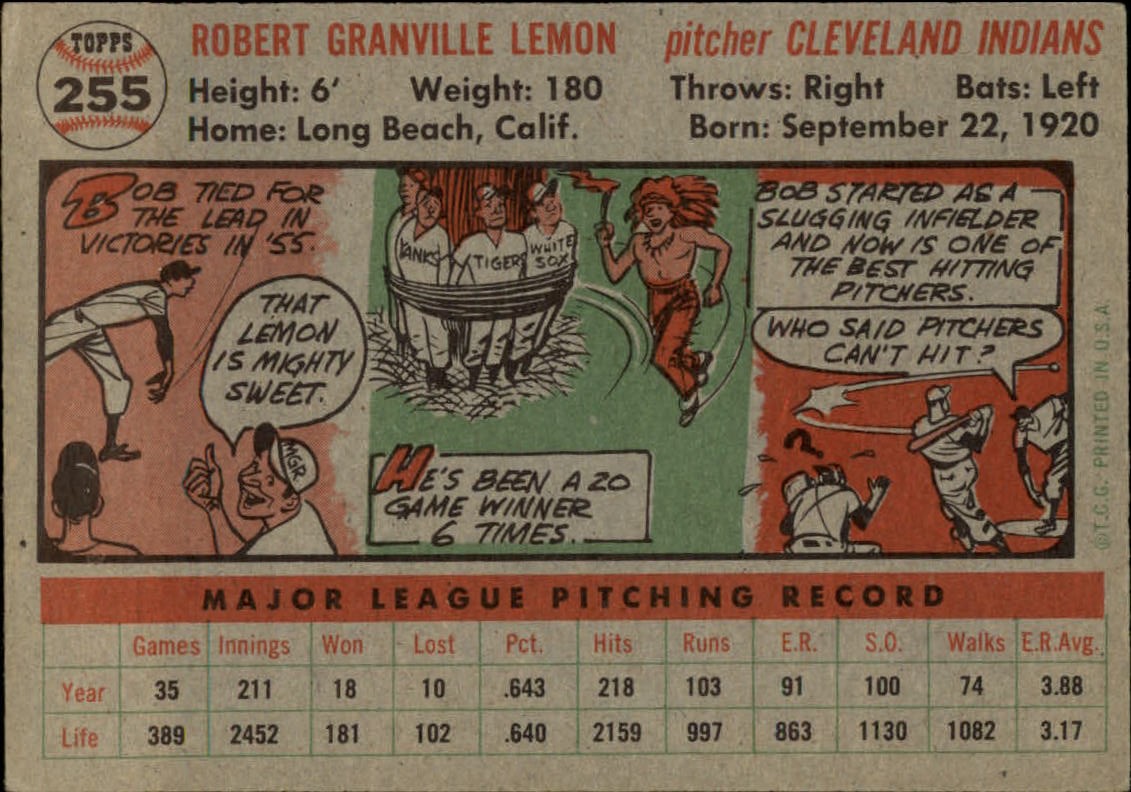 TOPPS
255
ROBERT GRANVILLE LEMON pitcher CLEVELAND INDIANS
Height: 6' Weight: 180 Throws: Right Bats: Left
Home: Long Beach, Calif. Born: September 22, 1920
BOB TIED FOR
THE LEAD IN
VICTORIES IN '55.
THAT
LEMON
IS MIGHTY
SWEET.
MGR
YANKS
TIGERS
WHITE
SOX
HE'S BEEN A 20
GAME WINNER
6 TIMES.
BOB STARTED AS A
SLUGGING INFIELDER
AND NOW IS ONE OF
THE BEST HITTING
PITCHERS.
WHO SAID PITCHERS
CAN'T HIT?
?
©T.C.G. PRINTED IN U.S.A.
MAJOR LEAGUE PITCHING RECORD
Games Innings Won Lost Pct. Hits Runs E.R. S.O. Walks E.R.Avg.
Year 35 211 18 10 .643 218 103 91 100 74 3.88
Life 389 2452 181 102 .640 2159 997 863 1130 1082 3.17